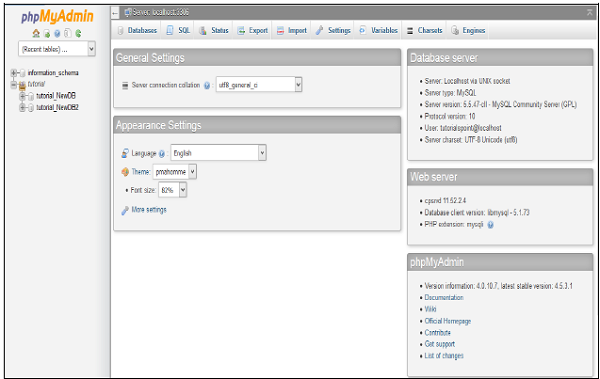 phpMyAdmin
(Recent tables) ...
information_schema
tutorial
tutorial_NewDB
tutorial_NewDB2
Server: localhost:3306
Databases SQL Status Export Import Settings Variables Charsets Engines
General Settings
Server connection collation : utf8_general_ci
Appearance Settings
Language : English
Theme: pmahomme
• Font size: 82%
More settings
Database server
• Server: Localhost via UNIX socket
• Server type: MySQL
• Server version: 5.5.47-cll - MySQL Community Server (GPL)
• Protocol version: 10
• User: tutorialspoint@localhost
• Server charset: UTF-8 Unicode (utf8)
Web server
• cpsrvd 11.52.2.4
• Database client version: libmysql - 5.1.73
• PHP extension: mysqli
phpMyAdmin
• Version information: 4.0.10.7, latest stable version: 4.5.3.1
• Documentation
• Wiki
• Official Homepage
• Contribute
• Get support
• List of changes